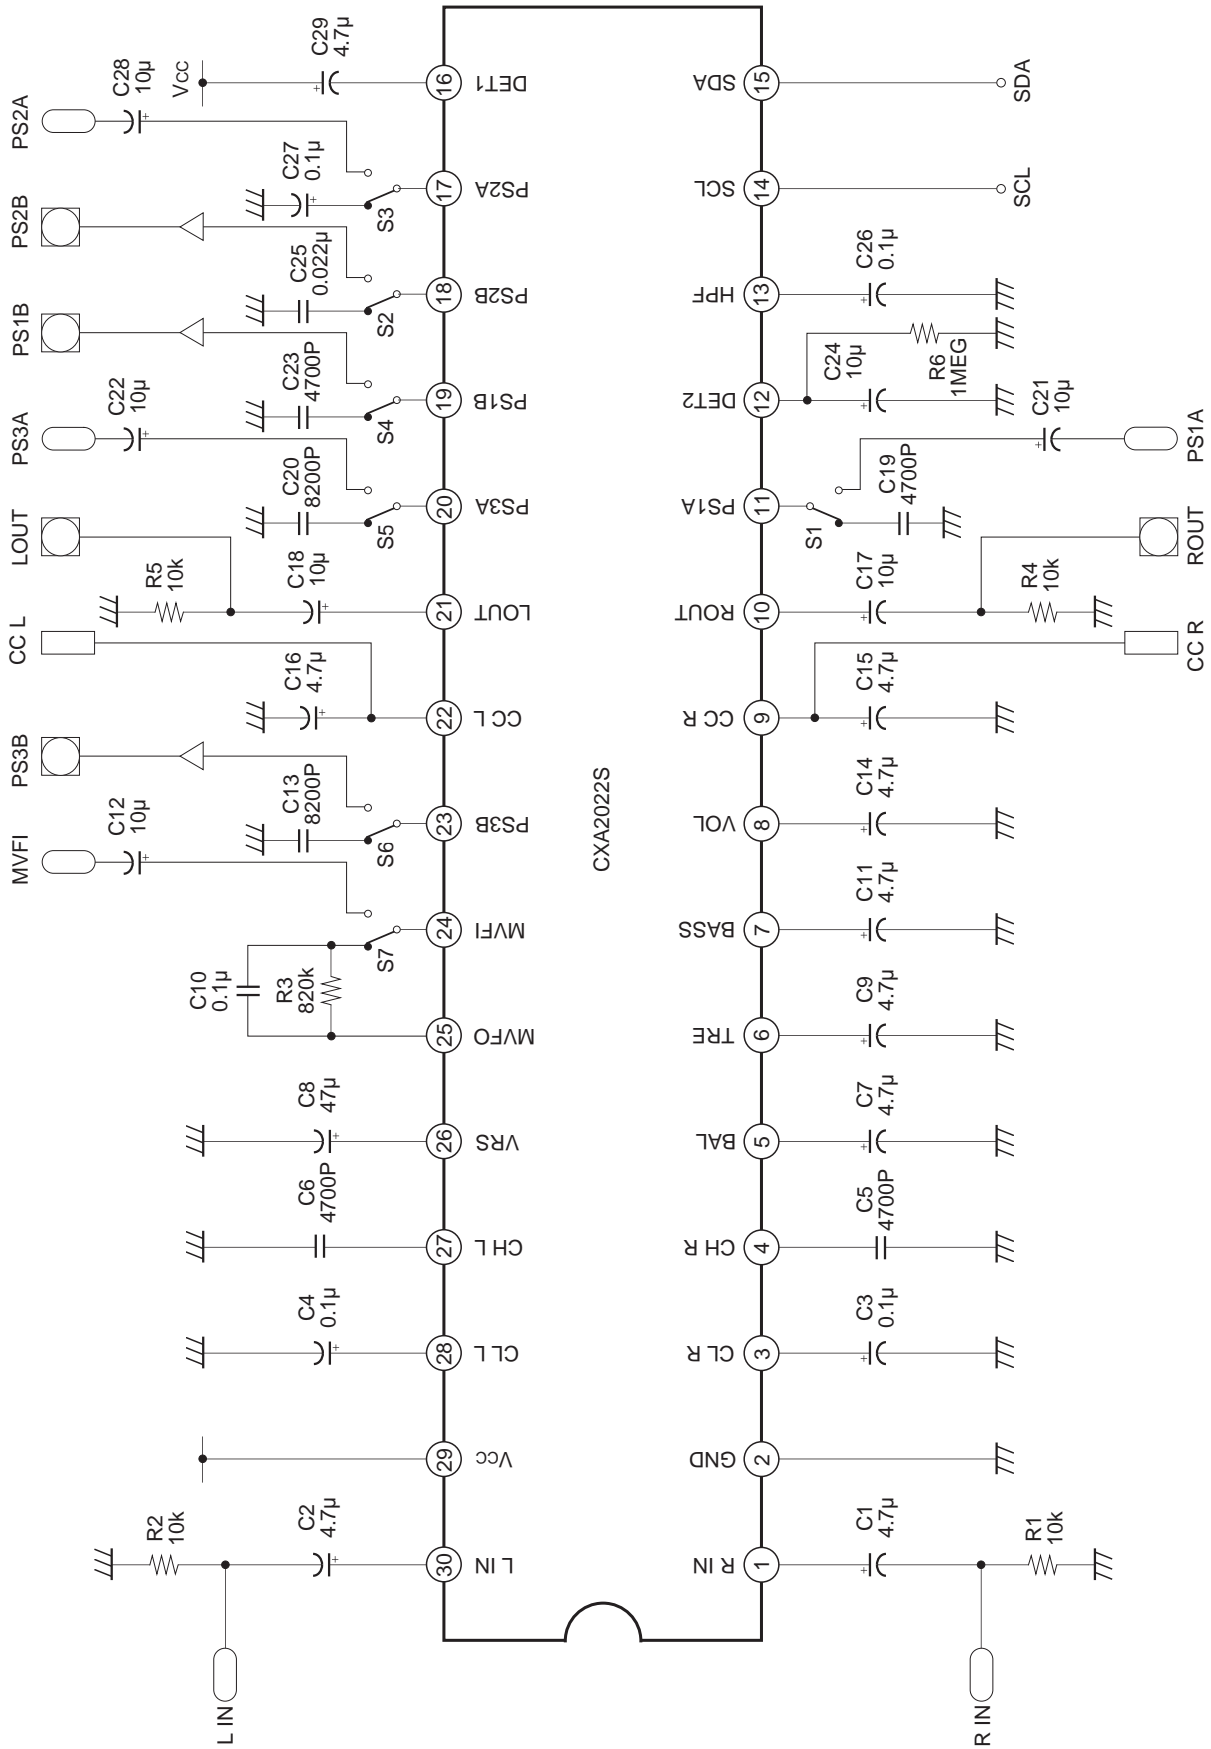 L IN
R2
10k
C2
4.7µ
C4
0.1µ
C6
4700P
C8
47µ
C10
0.1µ
R3
820k
MVFI
C12
10µ
S7
PS3B
C13
8200P
S6
CC L
C16
4.7µ
LOUT
R5
10k
C18
10µ
PS3A
C22
10µ
C20
8200P
S5
PS1B
C23
4700P
S4
PS2B
C25
0.022µ
S2
PS2A
C28
10µ
C27
0.1µ
S3
Vcc
C29
4.7µ
30
29
28
27
26
25
24
23
22
21
20
19
18
17
16
L IN
Vcc
CL L
CH L
VRS
MVFO
MVFI
PS3B
CC L
LOUT
PS3A
PS1B
PS2B
PS2A
DET1
CXA2022S
R IN
GND
CL R
CH R
BAL
TRE
BASS
VOL
CC R
ROUT
PS1A
DET2
HPF
SCL
SDA
1
2
3
4
5
6
7
8
9
10
11
12
13
14
15
R IN
C1
4.7µ
R1
10k
C3
0.1µ
C5
4700P
C7
4.7µ
C9
4.7µ
C11
4.7µ
C14
4.7µ
C15
4.7µ
CC R
C17
10µ
R4
10k
ROUT
S1
C19
4700P
C21
10µ
PS1A
C24
10µ
R6
1MEG
C26
0.1µ
SCL
SDA